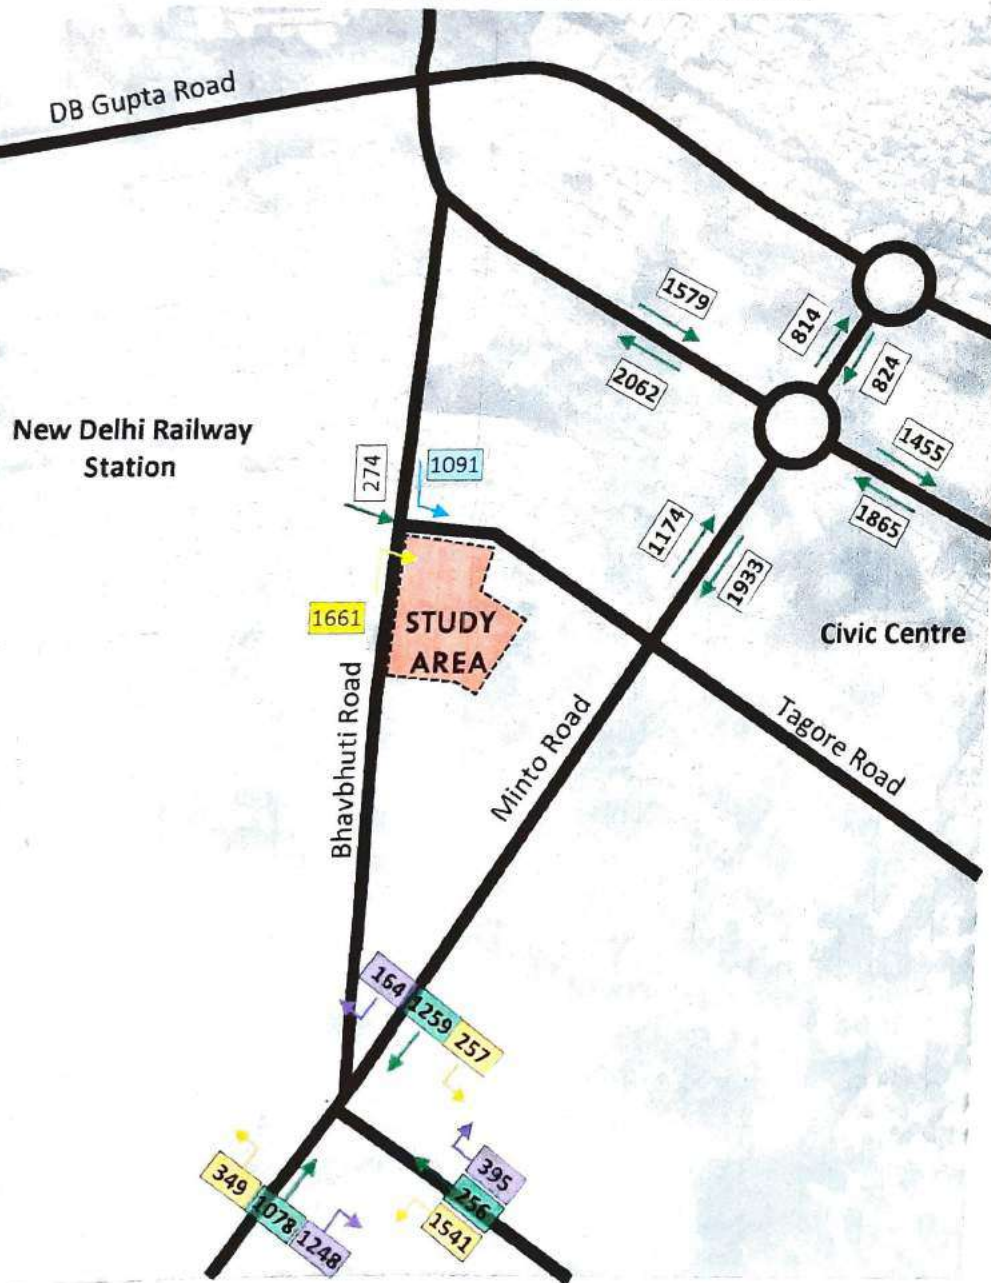 DB Gupta Road
1579
814
2062
824
New Delhi Railway
Station
274
1091
1455
1865
1174
1933
1661
STUDY
AREA
Civic Centre
Bhavbhuti Road
Minto Road
Tagore Road
164
1259
257
395
349
256
1078
1541
1248